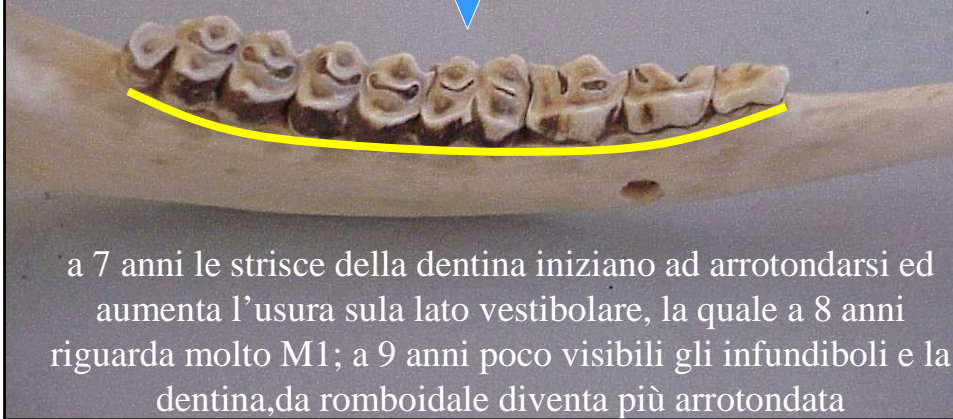 a 7 anni le strisce della dentina iniziano ad arrotondarsi ed
aumenta l’usura sula lato vestibolare, la quale a 8 anni
riguarda molto M1; a 9 anni poco visibili gli infundiboli e la
dentina,da romboidale diventa più arrotondata